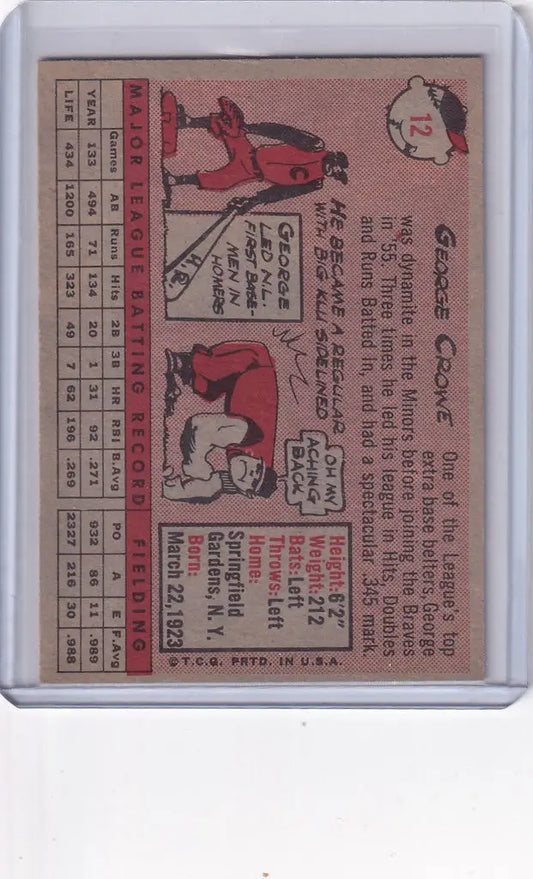 12
GEORGE CROWE
One of the League's top
extra base belters, George
was dynamite in the Minors before joining the Braves
in '55. Three times he led his league in Hits, Doubles
and Runs Batted In, and had a spectacular .345 mark.
HE BECAME A REGULAR
WITH BIG KLU SIDELINED
C
GEORGE
LED N.L.
FIRST BASE-
MEN IN
HOMERS
H.R.
OH MY
ACHING
BACK
Height: 6'2"
Weight: 212
Bats: Left
Throws: Left
Home:
Springfield
Gardens, N. Y.
Born:
March 22, 1923
© T.C.G. PRTD. IN U.S.A.
MAJOR LEAGUE BATTING RECORD FIELDING
Games AB Runs Hits 2B 3B HR RBI B.Avg PO A E F.Avg
YEAR 133 494 71 134 20 1 31 92 .271 932 86 11 .989
LIFE 434 1200 165 323 49 7 62 196 .269 2327 216 30 .988